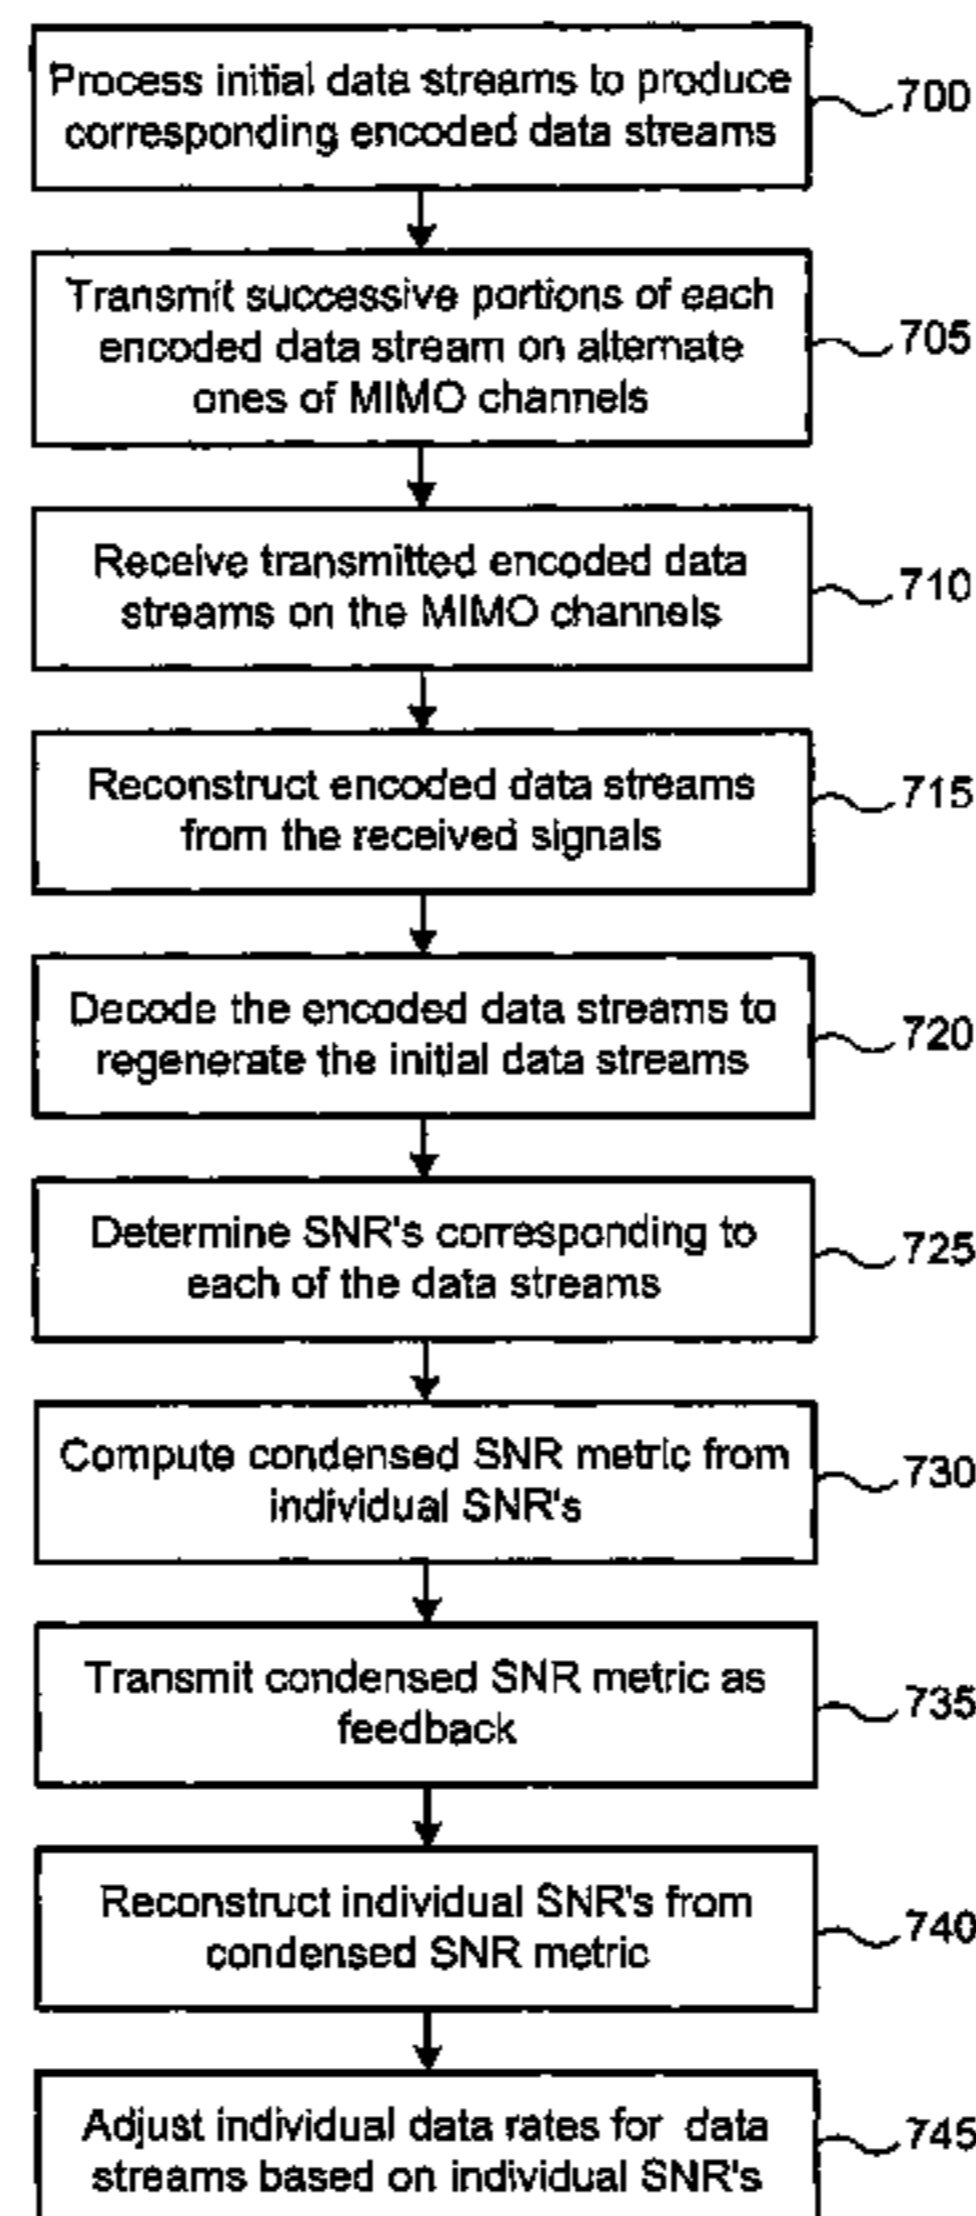 Process initial data streams to produce
corresponding encoded data streams
700
Transmit successive portions of each
encoded data stream on alternate
ones of MIMO channels
705
Receive transmitted encoded data
streams on the MIMO channels
710
Reconstruct encoded data streams
from the received signals
715
Decode the encoded data streams to
regenerate the initial data streams
720
Determine SNR's corresponding to
each of the data streams
725
Compute condensed SNR metric from
individual SNR's
730
Transmit condensed SNR metric as
feedback
735
Reconstruct individual SNR's from
condensed SNR metric
740
Adjust individual data rates for data
streams based on individual SNR's
745